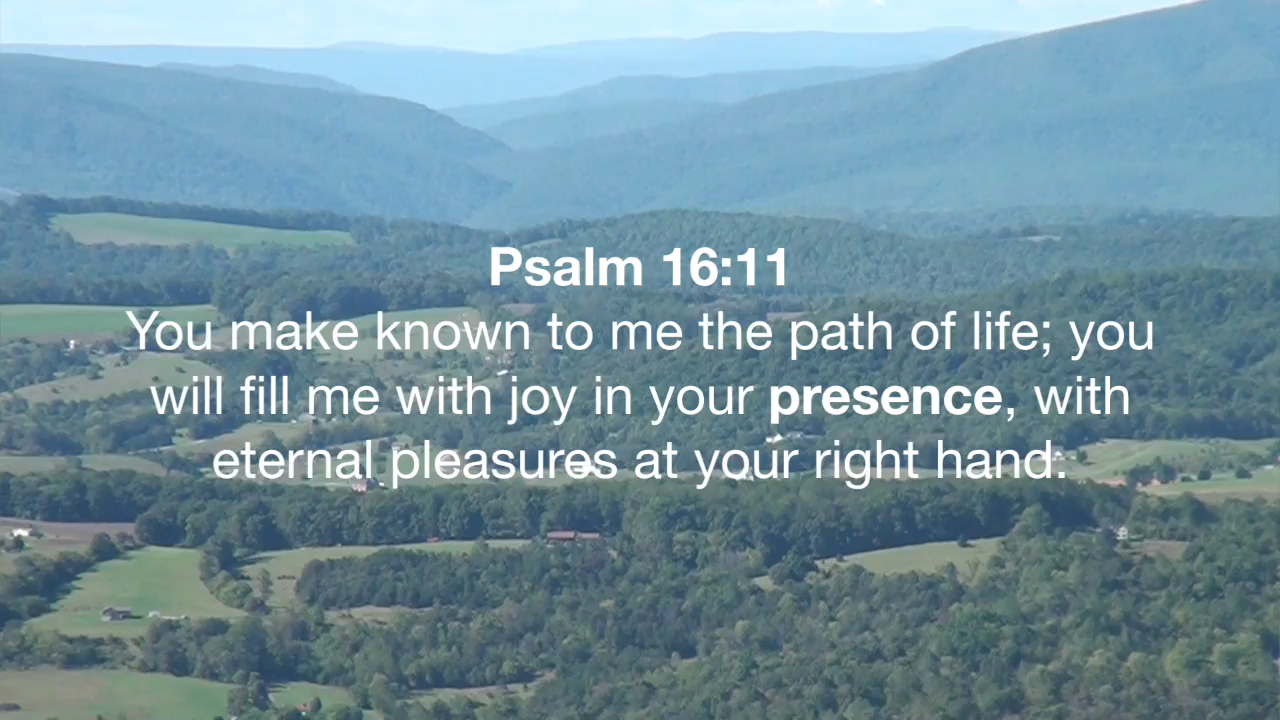 Psalm 16:11
You make known to me the path of life; you
will fill me with joy in your presence, with
eternal pleasures at your right hand.